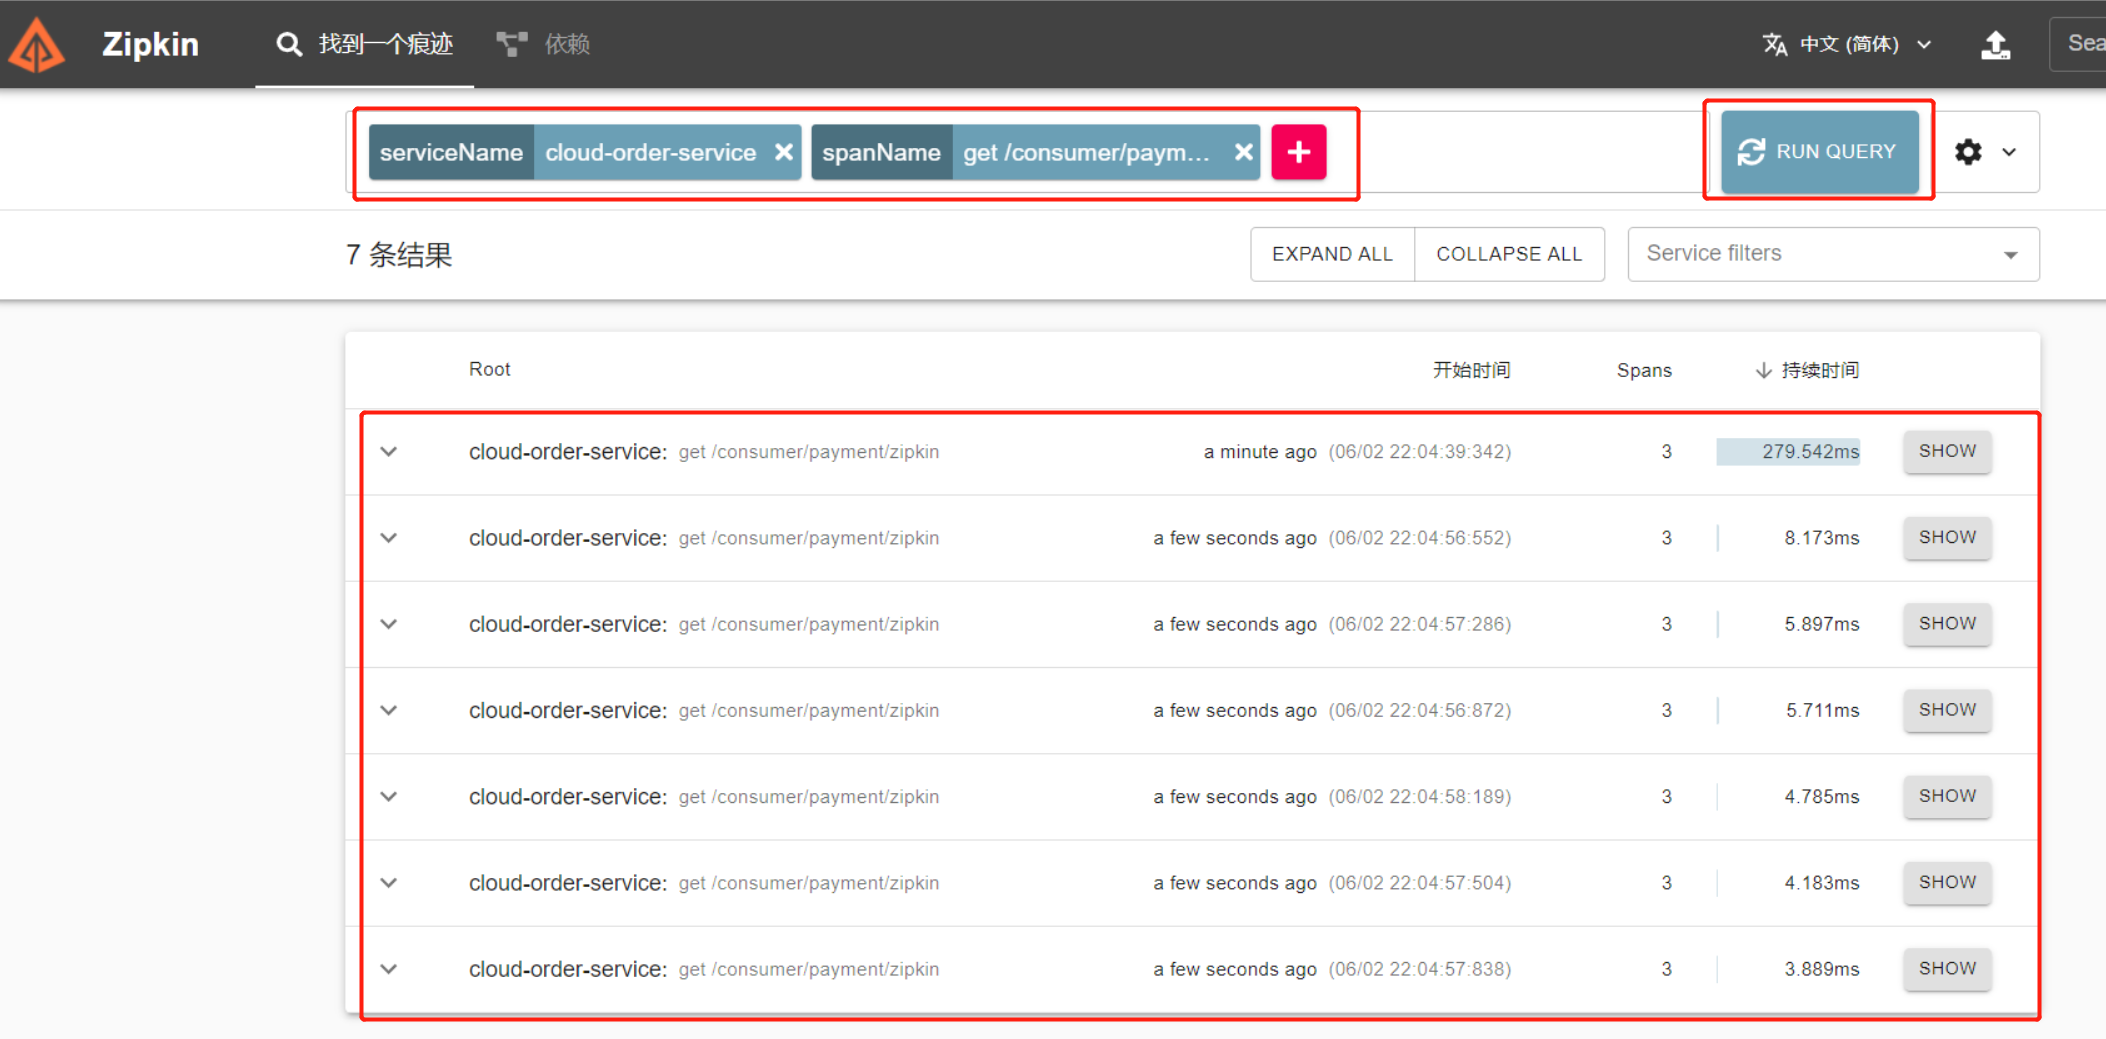 Zipkin 找到一个痕迹 依赖 中文 (简体) Sea
serviceName cloud-order-service spanName get /consumer/paym... RUN QUERY
7 条结果 EXPAND ALL COLLAPSE ALL Service filters
Root 开始时间 Spans 持续时间
cloud-order-service: get /consumer/payment/zipkin a minute ago (06/02 22:04:39:342) 3 279.542ms SHOW
cloud-order-service: get /consumer/payment/zipkin a few seconds ago (06/02 22:04:56:552) 3 8.173ms SHOW
cloud-order-service: get /consumer/payment/zipkin a few seconds ago (06/02 22:04:57:286) 3 5.897ms SHOW
cloud-order-service: get /consumer/payment/zipkin a few seconds ago (06/02 22:04:56:872) 3 5.711ms SHOW
cloud-order-service: get /consumer/payment/zipkin a few seconds ago (06/02 22:04:58:189) 3 4.785ms SHOW
cloud-order-service: get /consumer/payment/zipkin a few seconds ago (06/02 22:04:57:504) 3 4.183ms SHOW
cloud-order-service: get /consumer/payment/zipkin a few seconds ago (06/02 22:04:57:838) 3 3.889ms SHOW